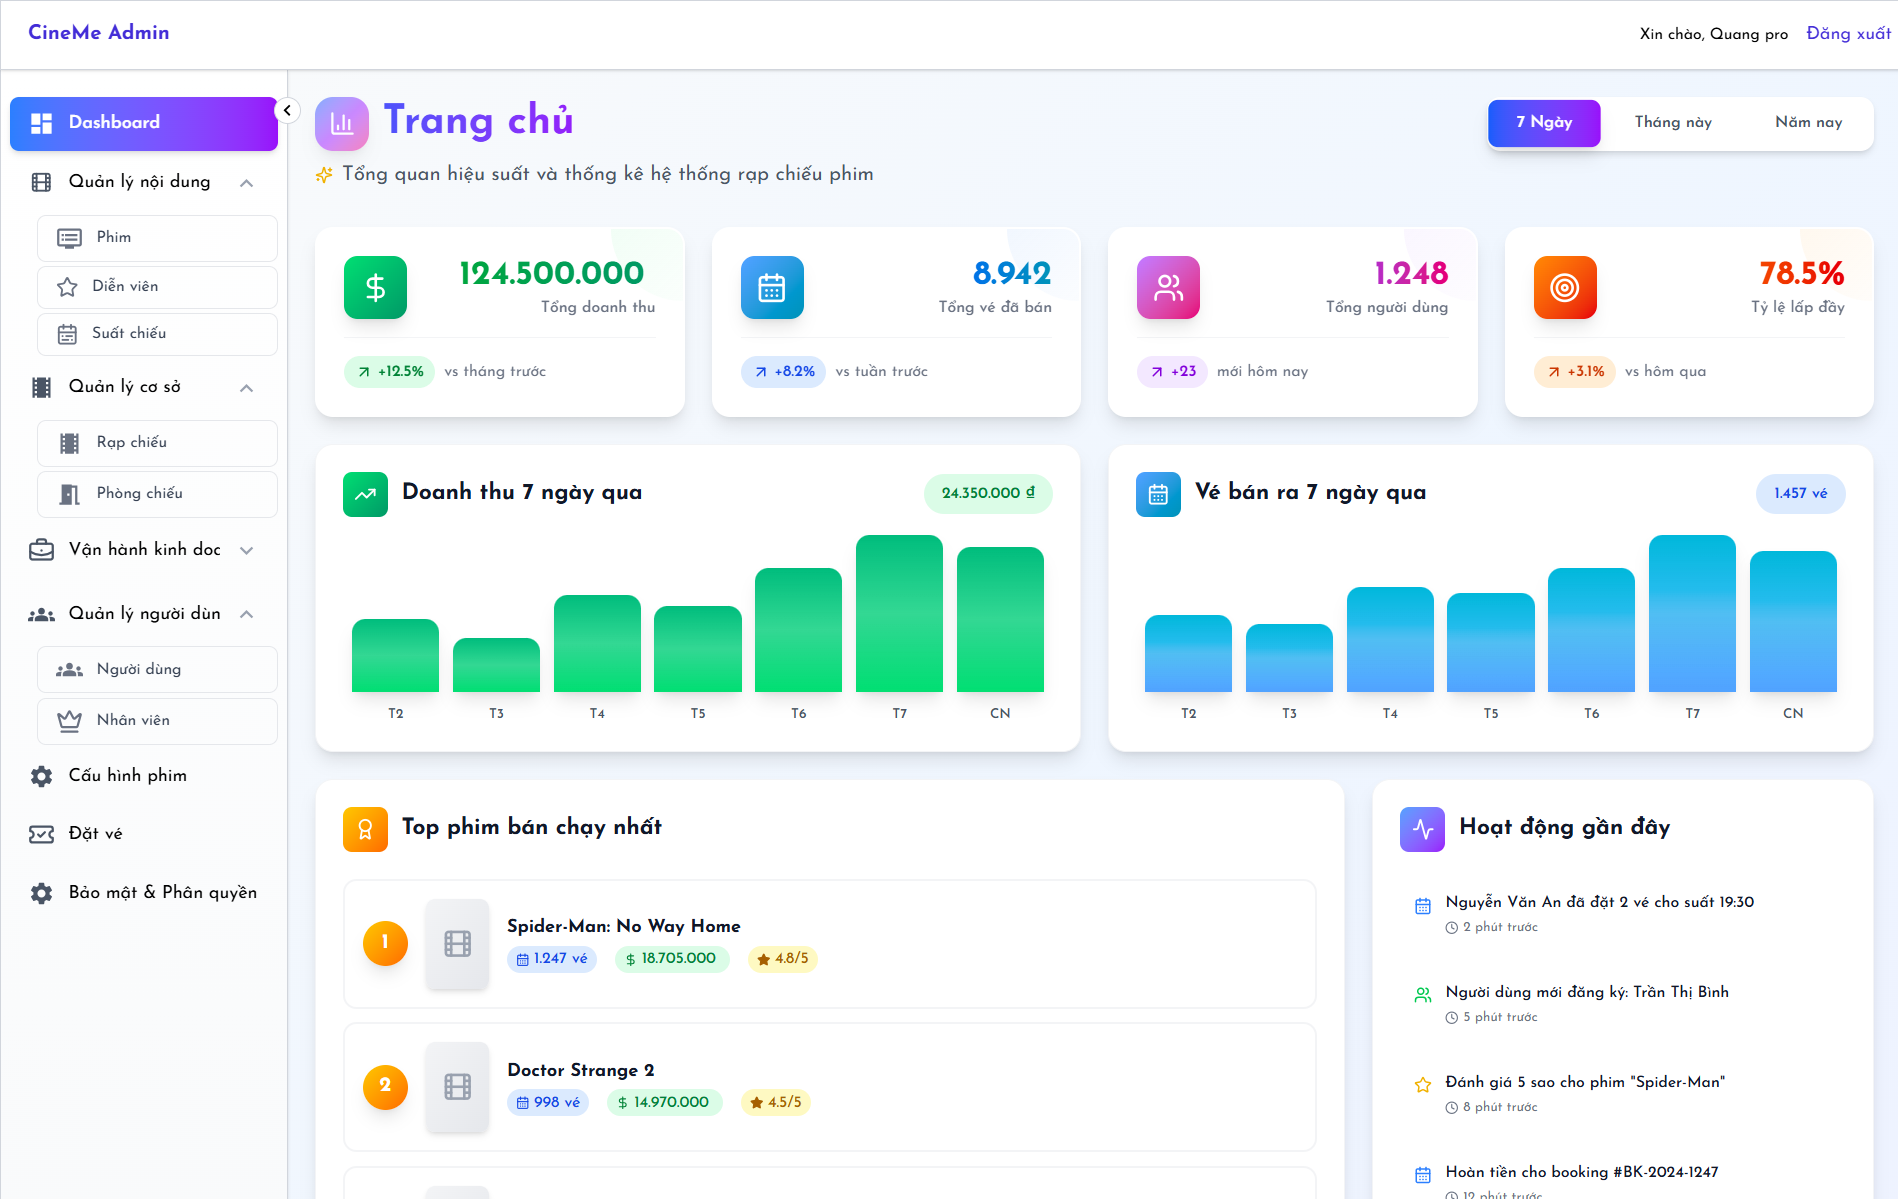 CineMe Admin
Xin chào, Quang pro
Đăng xuất
Dashboard
Quản lý nội dung
Phim
Diễn viên
Suất chiếu
Quản lý cơ sở
Rạp chiếu
Phòng chiếu
Vận hành kinh doc
Quản lý người dùn
Người dùng
Nhân viên
Cấu hình phim
Đặt vé
Bảo mật & Phân quyền
Trang chủ
Tổng quan hiệu suất và thống kê hệ thống rạp chiếu phim
7 Ngày
Tháng này
Năm nay
124.500.000
Tổng doanh thu
+12.5% vs tháng trước
8.942
Tổng vé đã bán
+8.2% vs tuần trước
1.248
Tổng người dùng
+23 mới hôm nay
78.5%
Tỷ lệ lấp đầy
+3.1% vs hôm qua
Doanh thu 7 ngày qua
24.350.000 ₫
T2 T3 T4 T5 T6 T7 CN
Vé bán ra 7 ngày qua
1.457 vé
T2 T3 T4 T5 T6 T7 CN
Top phim bán chạy nhất
1
Spider-Man: No Way Home
1.247 vé $ 18.705.000 4.8/5
2
Doctor Strange 2
998 vé $ 14.970.000 4.5/5
Hoạt động gần đây
Nguyễn Văn An đã đặt 2 vé cho suất 19:30
2 phút trước
Người dùng mới đăng ký: Trần Thị Bình
5 phút trước
Đánh giá 5 sao cho phim "Spider-Man"
8 phút trước
Hoàn tiền cho booking #BK-2024-1247
12 phút trước